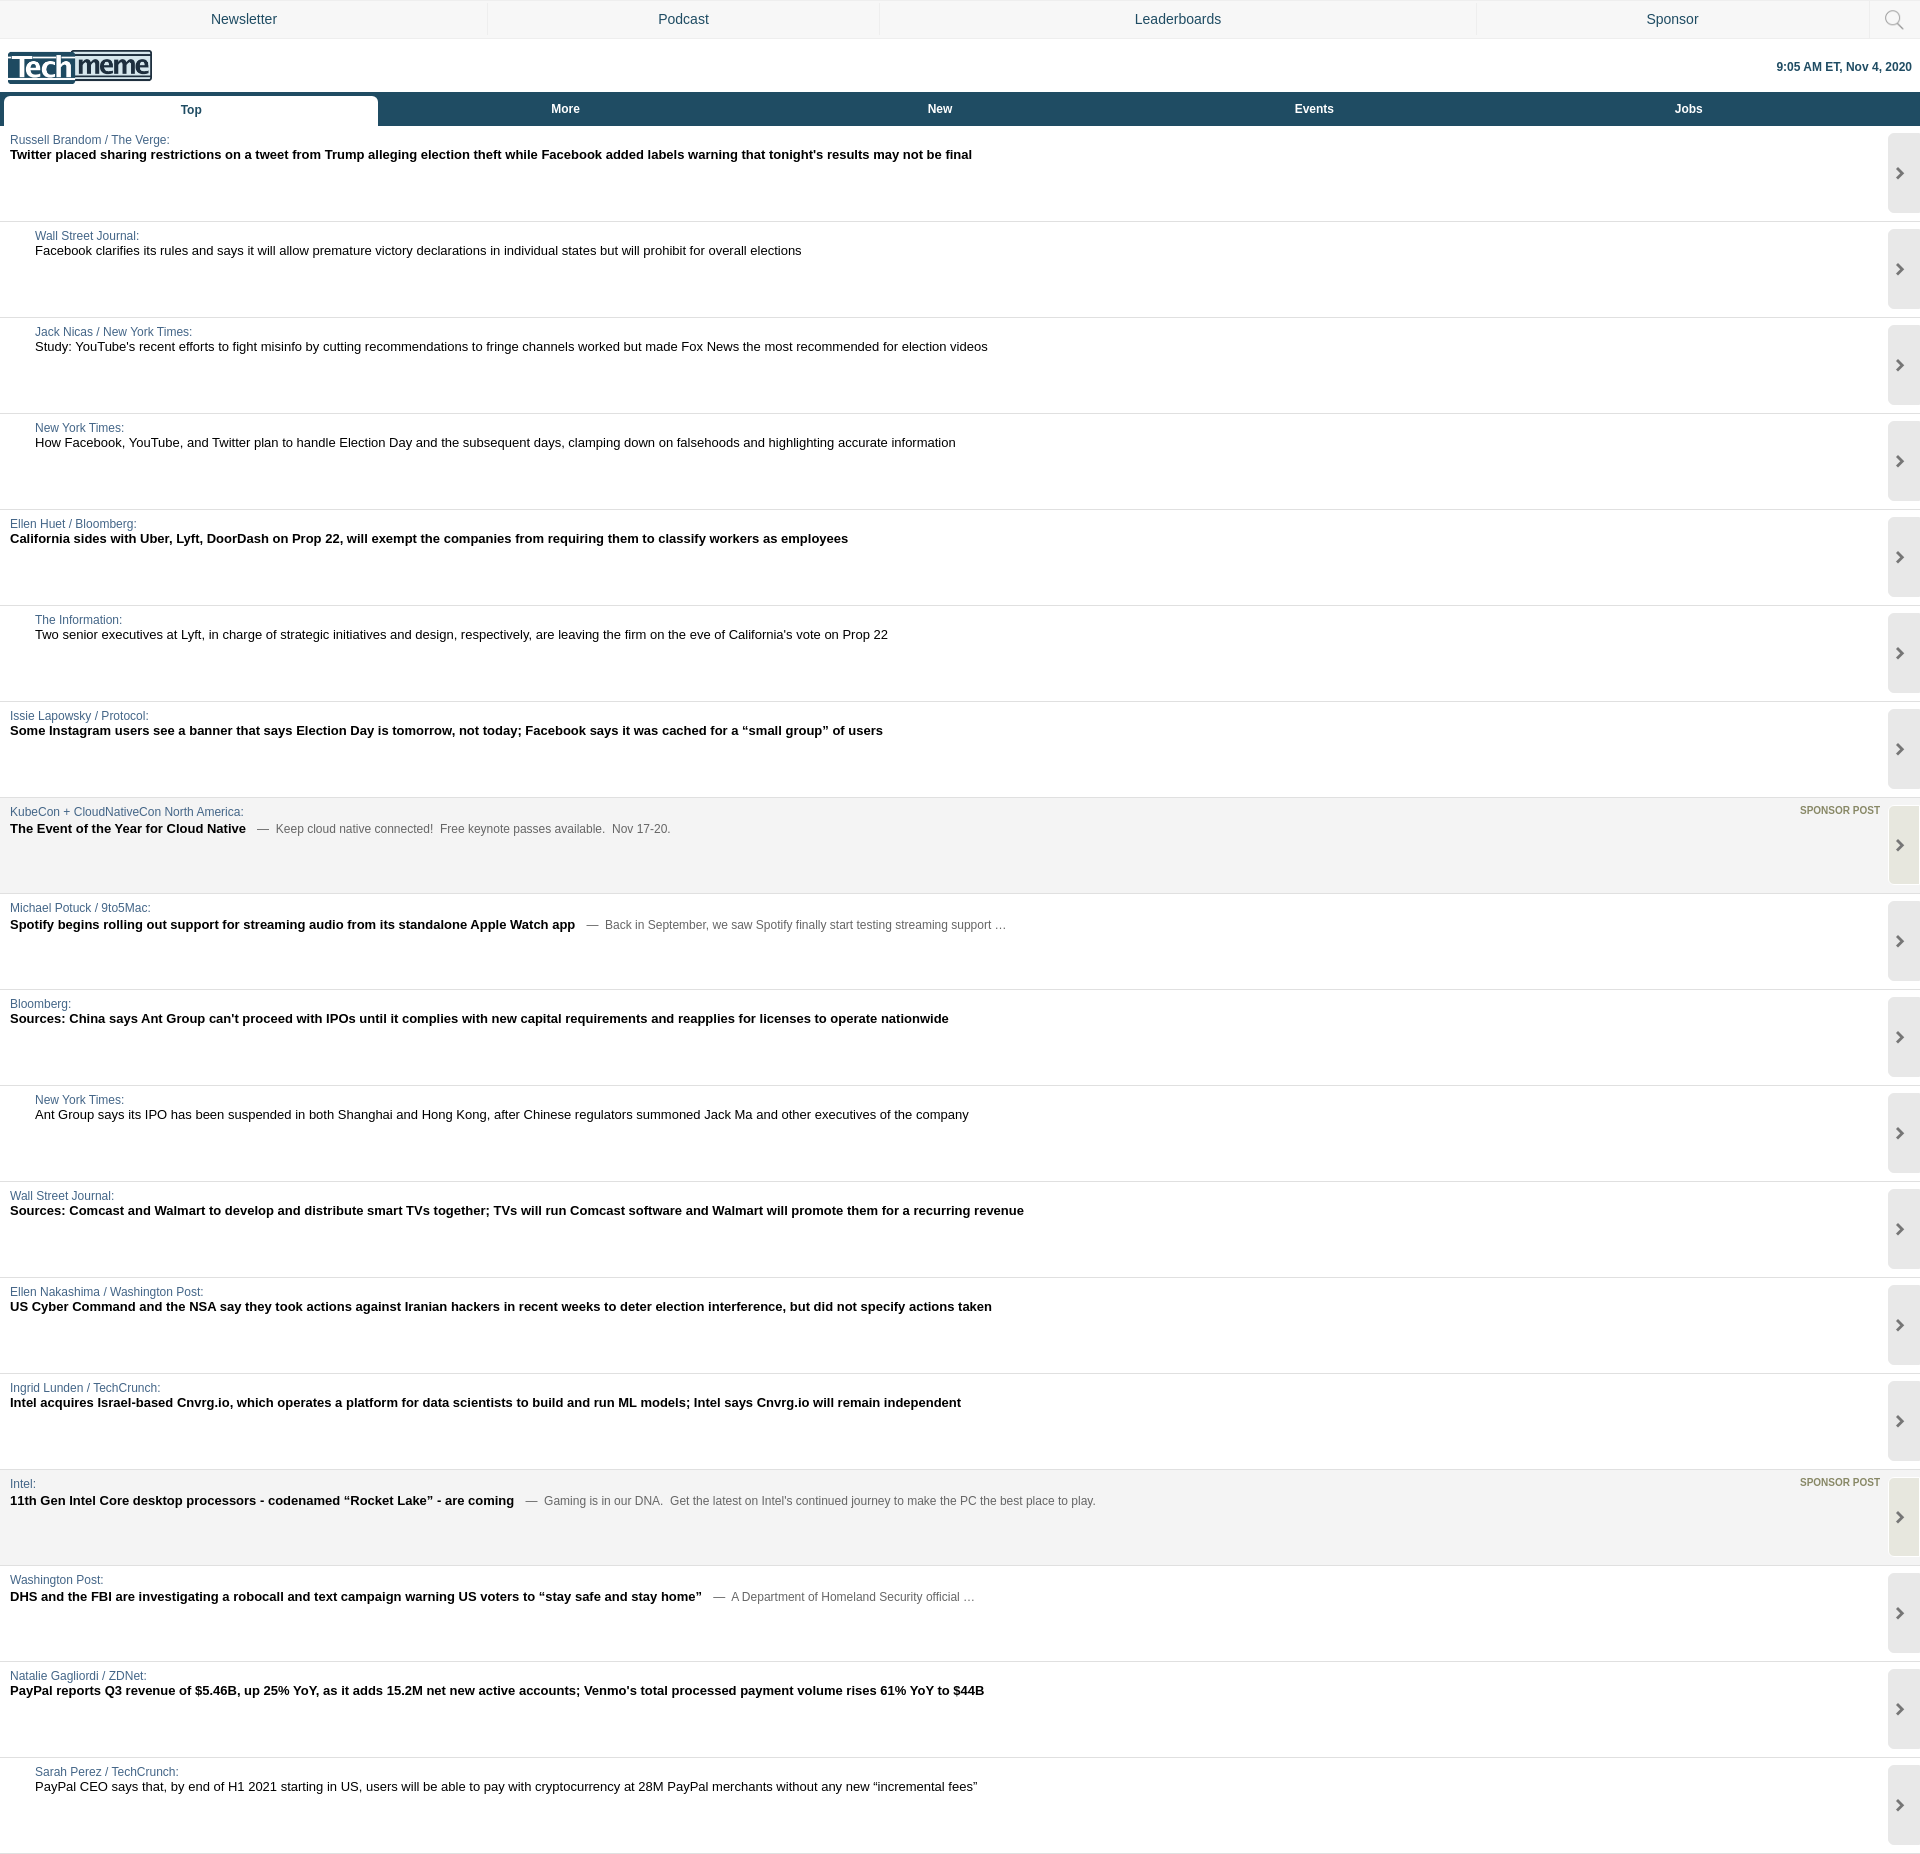 Newsletter
Podcast
Leaderboards
Sponsor
Techmeme
9:05 AM ET, Nov 4, 2020
Top
More
New
Events
Jobs
Russell Brandom / The Verge:
Twitter placed sharing restrictions on a tweet from Trump alleging election theft while Facebook added labels warning that tonight's results may not be final
Wall Street Journal:
Facebook clarifies its rules and says it will allow premature victory declarations in individual states but will prohibit for overall elections
Jack Nicas / New York Times:
Study: YouTube's recent efforts to fight misinfo by cutting recommendations to fringe channels worked but made Fox News the most recommended for election videos
New York Times:
How Facebook, YouTube, and Twitter plan to handle Election Day and the subsequent days, clamping down on falsehoods and highlighting accurate information
Ellen Huet / Bloomberg:
California sides with Uber, Lyft, DoorDash on Prop 22, will exempt the companies from requiring them to classify workers as employees
The Information:
Two senior executives at Lyft, in charge of strategic initiatives and design, respectively, are leaving the firm on the eve of California's vote on Prop 22
Issie Lapowsky / Protocol:
Some Instagram users see a banner that says Election Day is tomorrow, not today; Facebook says it was cached for a “small group” of users
KubeCon + CloudNativeCon North America:
SPONSOR POST
The Event of the Year for Cloud Native — Keep cloud native connected! Free keynote passes available. Nov 17-20.
Michael Potuck / 9to5Mac:
Spotify begins rolling out support for streaming audio from its standalone Apple Watch app — Back in September, we saw Spotify finally start testing streaming support …
Bloomberg:
Sources: China says Ant Group can't proceed with IPOs until it complies with new capital requirements and reapplies for licenses to operate nationwide
New York Times:
Ant Group says its IPO has been suspended in both Shanghai and Hong Kong, after Chinese regulators summoned Jack Ma and other executives of the company
Wall Street Journal:
Sources: Comcast and Walmart to develop and distribute smart TVs together; TVs will run Comcast software and Walmart will promote them for a recurring revenue
Ellen Nakashima / Washington Post:
US Cyber Command and the NSA say they took actions against Iranian hackers in recent weeks to deter election interference, but did not specify actions taken
Ingrid Lunden / TechCrunch:
Intel acquires Israel-based Cnvrg.io, which operates a platform for data scientists to build and run ML models; Intel says Cnvrg.io will remain independent
Intel:
SPONSOR POST
11th Gen Intel Core desktop processors - codenamed “Rocket Lake” - are coming — Gaming is in our DNA. Get the latest on Intel's continued journey to make the PC the best place to play.
Washington Post:
DHS and the FBI are investigating a robocall and text campaign warning US voters to “stay safe and stay home” — A Department of Homeland Security official …
Natalie Gagliordi / ZDNet:
PayPal reports Q3 revenue of $5.46B, up 25% YoY, as it adds 15.2M net new active accounts; Venmo's total processed payment volume rises 61% YoY to $44B
Sarah Perez / TechCrunch:
PayPal CEO says that, by end of H1 2021 starting in US, users will be able to pay with cryptocurrency at 28M PayPal merchants without any new “incremental fees”